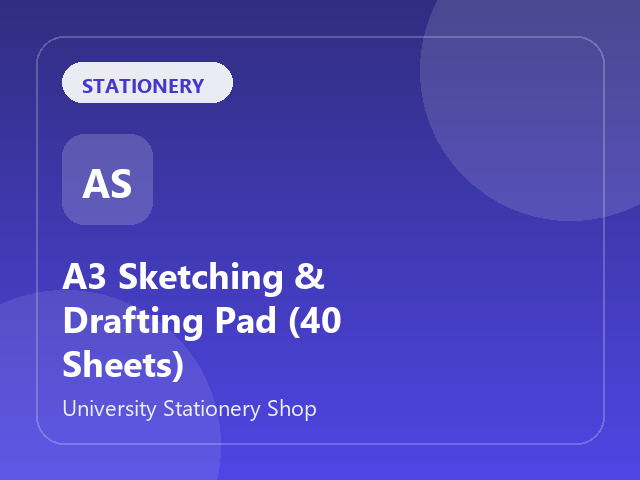 STATIONERY
AS
A3 Sketching &
Drafting Pad (40
Sheets)
University Stationery Shop